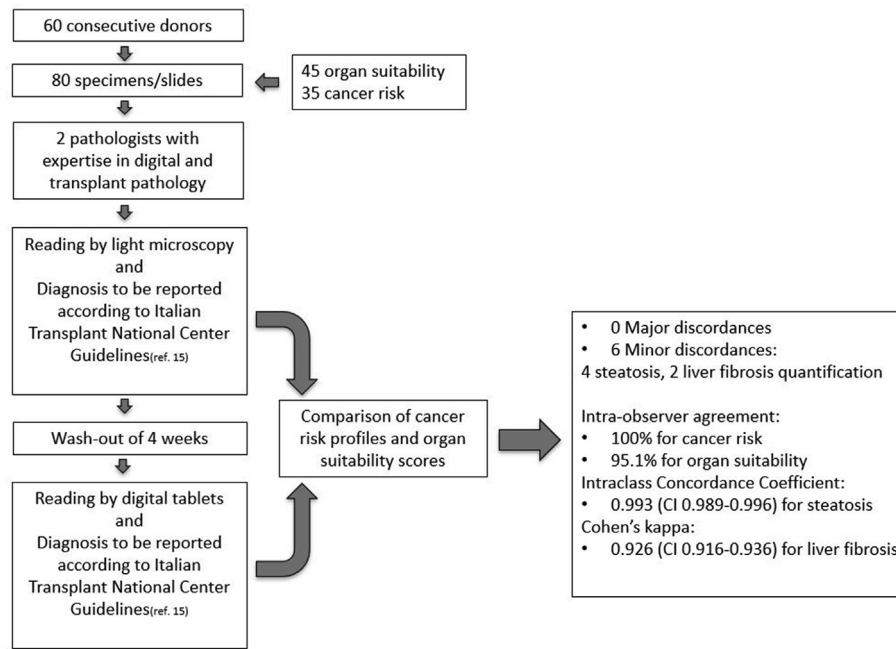 60 consecutive donors
80 specimens/slides
45 organ suitability
35 cancer risk
2 pathologists with
expertise in digital and
transplant pathology
Reading by light microscopy
and
Diagnosis to be reported
according to Italian
Transplant National Center
Guidelines(ref. 15)
Wash-out of 4 weeks
Reading by digital tablets
and
Diagnosis to be reported
according to Italian
Transplant National Center
Guidelines(ref. 15)
Comparison of cancer
risk profiles and organ
suitability scores
• 0 Major discordances
• 6 Minor discordances:
4 steatosis, 2 liver fibrosis quantification
Intra-observer agreement:
• 100% for cancer risk
• 95.1% for organ suitability
Intraclass Concordance Coefficient:
• 0.993 (CI 0.989-0.996) for steatosis
Cohen's kappa:
• 0.926 (CI 0.916-0.936) for liver fibrosis